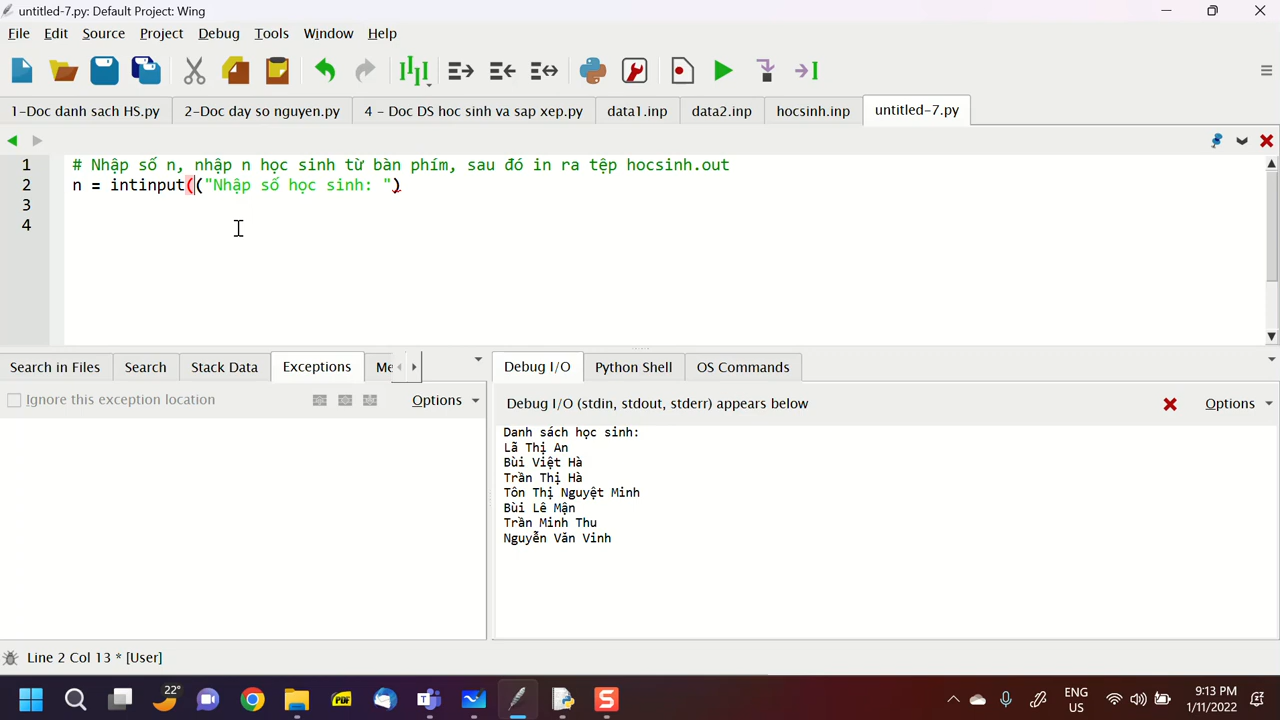 untitled-7.py: Default Project: Wing
File Edit Source Project Debug Tools Window Help
1-Doc danh sach HS.py 2-Doc day so nguyen.py 4 - Doc DS hoc sinh va sap xep.py data1.inp data2.inp hocsinh.inp untitled-7.py
1 # Nhập số n, nhập n học sinh từ bàn phím, sau đó in ra tệp hocsinh.out
2 n = intinput(("Nhập số học sinh: ")
3
4
Search in Files Search Stack Data Exceptions Me
Ignore this exception location Options
Debug I/O Python Shell OS Commands
Debug I/O (stdin, stdout, stderr) appears below Options
Danh sách học sinh:
Lã Thị An
Bùi Việt Hà
Trần Thị Hà
Tôn Thị Nguyệt Minh
Bùi Lê Mận
Trần Minh Thu
Nguyễn Văn Vinh
Line 2 Col 13 * [User]
22°
PDF
S
ENG
US
9:13 PM
1/11/2022